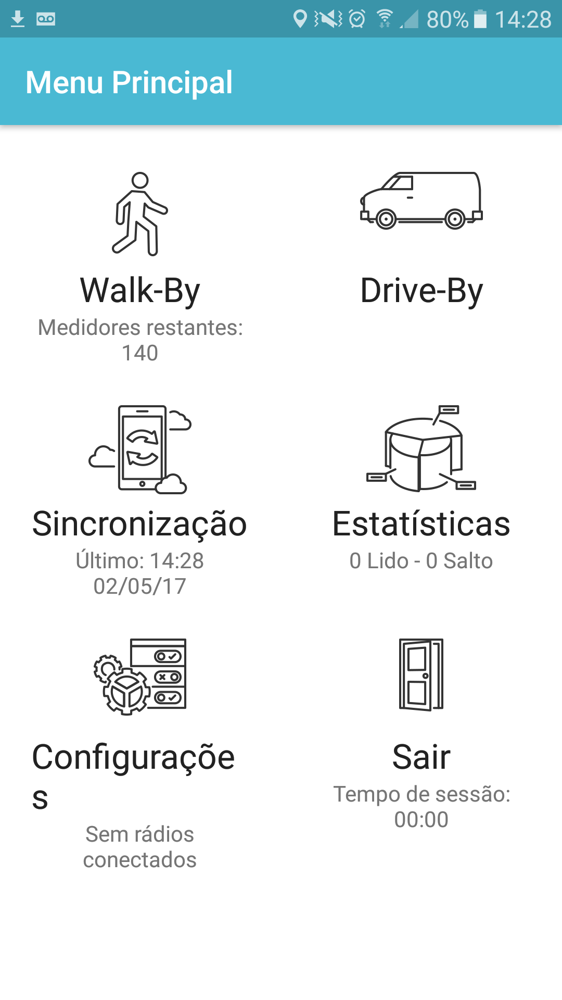 80% 14:28
Menu Principal
Walk-By
Medidores restantes:
140
Drive-By
Sincronização
Último: 14:28
02/05/17
Estatísticas
0 Lido - 0 Salto
Configuraçõe
s
Sem rádios
conectados
Sair
Tempo de sessão:
00:00